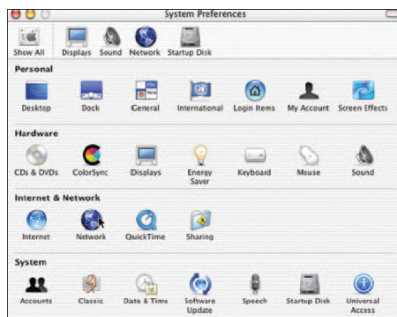 System Preferences
Show All Displays Sound Network Startup Disk
Personal
Desktop Dock General International Login Items My Account Screen Effects
Hardware
CDs & DVDs ColorSync Displays Energy Saver Keyboard Mouse Sound
Internet & Network
Internet Network QuickTime Sharing
System
Accounts Classic Date & Time Software Update Speech Startup Disk Universal Access